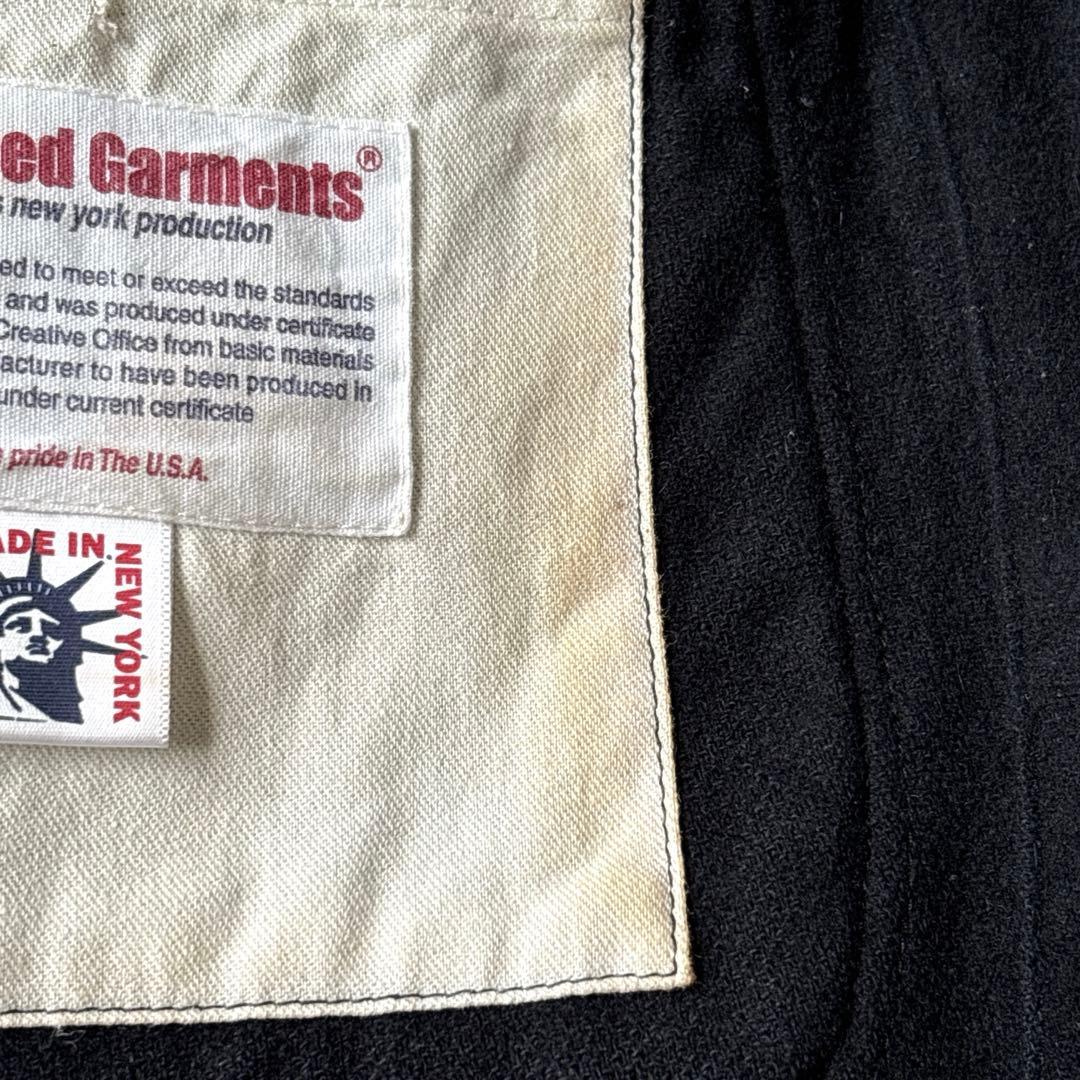 ed Garments®
s new york production
ed to meet or exceed the standards
and was produced under certificate
Creative Office from basic materials
acturer to have been produced in
under current certificate
pride in The U.S.A.
ADE IN
NEW YORK